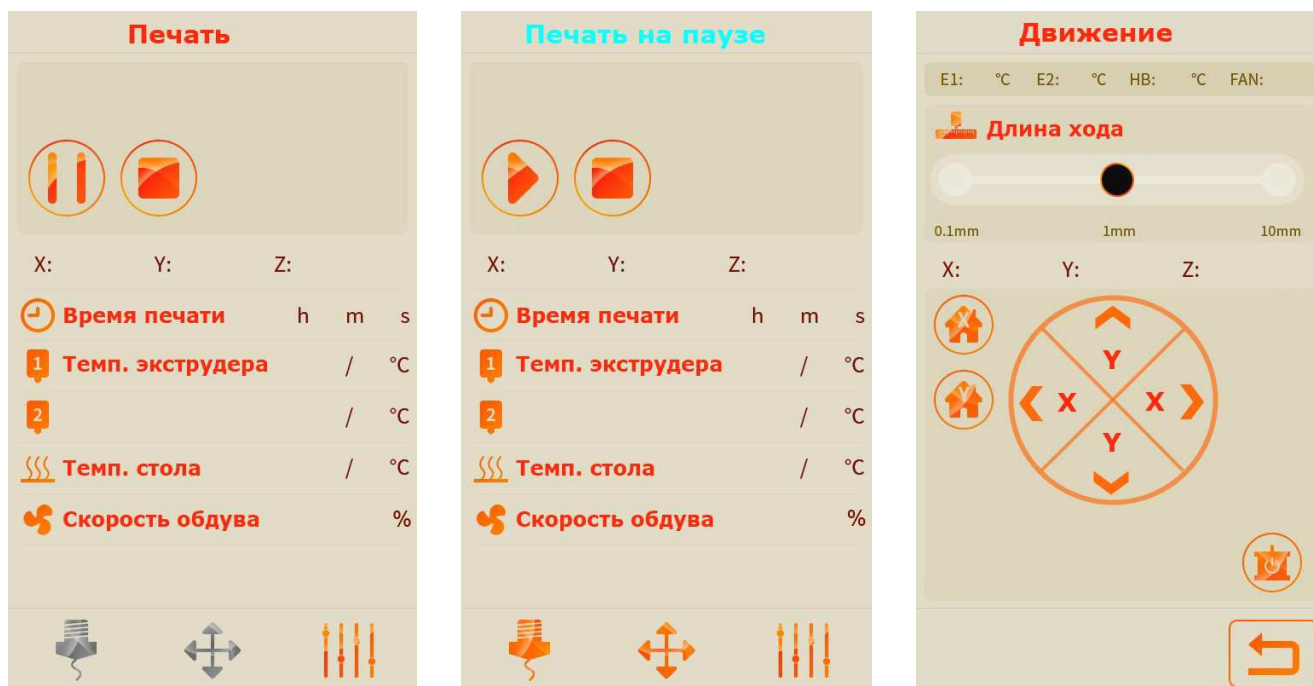 Печать
X: Y: Z:
Время печати h m s
1 Темп. экструдера / °C
2 / °C
Темп. стола / °C
Скорость обдува %
Печать на паузе
X: Y: Z:
Время печати h m s
1 Темп. экструдера / °C
2 / °C
Темп. стола / °C
Скорость обдува %
Движение
E1: °C E2: °C HB: °C FAN:
Длина хода
0.1mm 1mm 10mm
X: Y: Z:
X
Y
Y
X X
Y